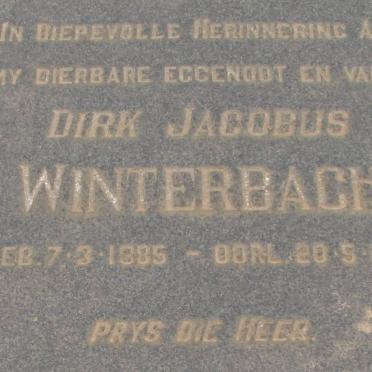 IN DIEPEVOLLE HERINNERING A
MY DIERBARE EGGENOOT EN VA
DIRK JACOBUS
WINTERBACH
EB. 7·3·1885 – OORL. 20·5·
PRYS DIE HEER.